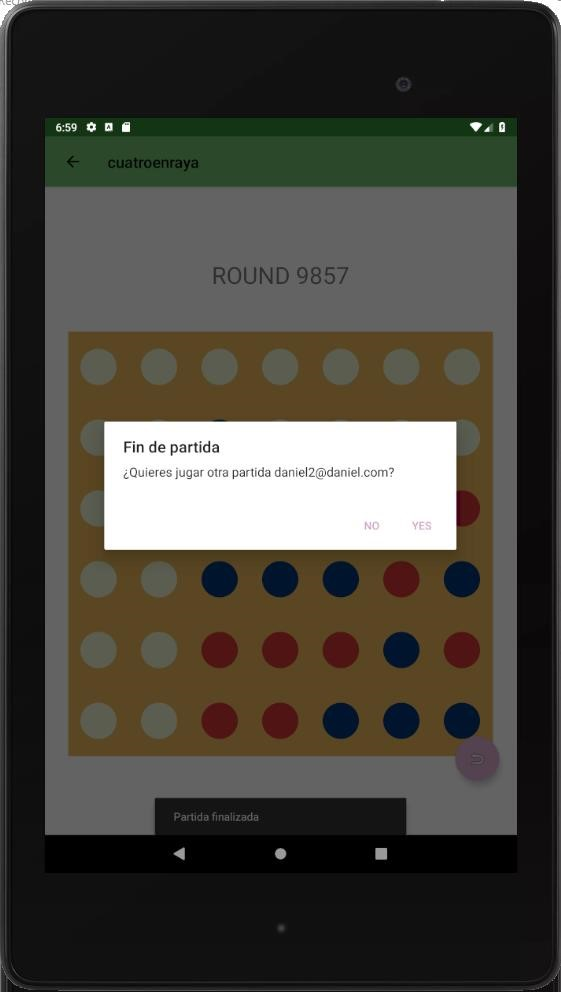 6:59
cuatroenraya
ROUND 9857
Fin de partida
¿Quieres jugar otra partida daniel2@daniel.com?
NO YES
Partida finalizada